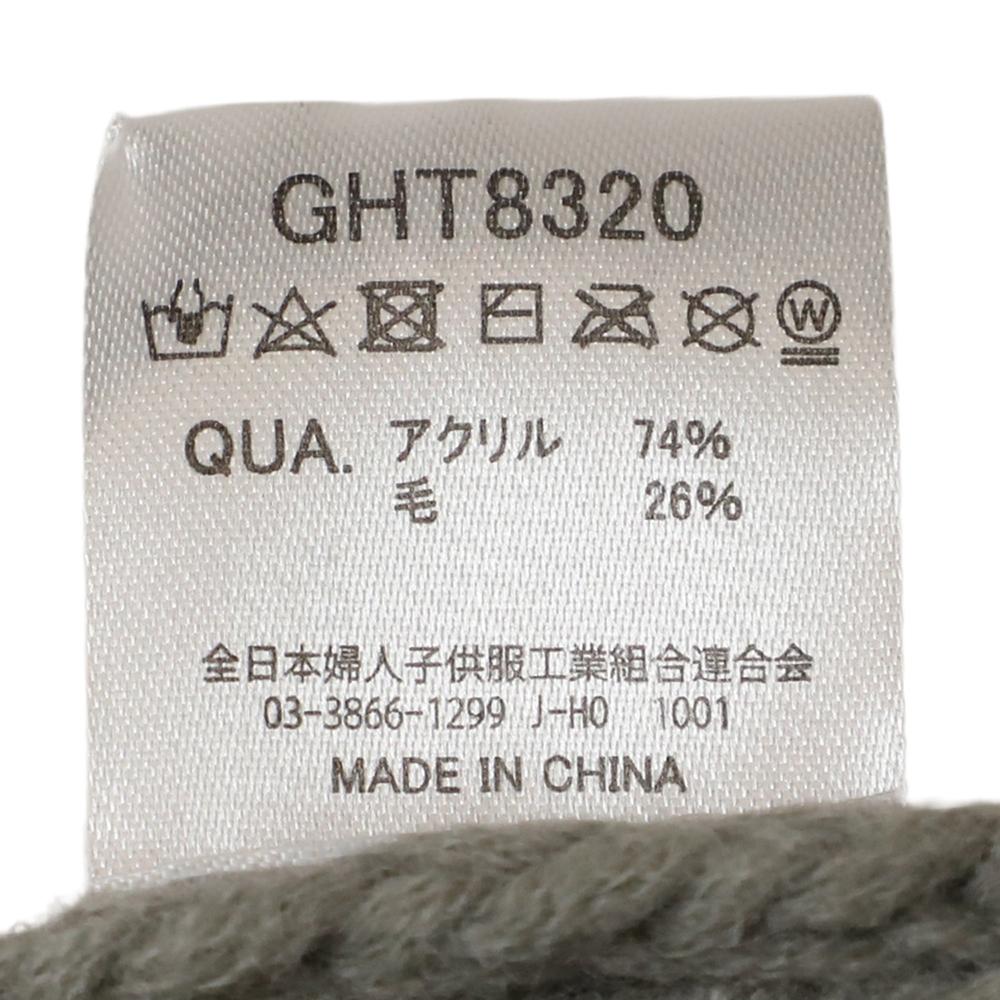 GHT8320
W
QUA. アクリル 74%
毛 26%
全日本婦人子供服工業組合連合会
03-3866-1299 J-HO 1001
MADE IN CHINA